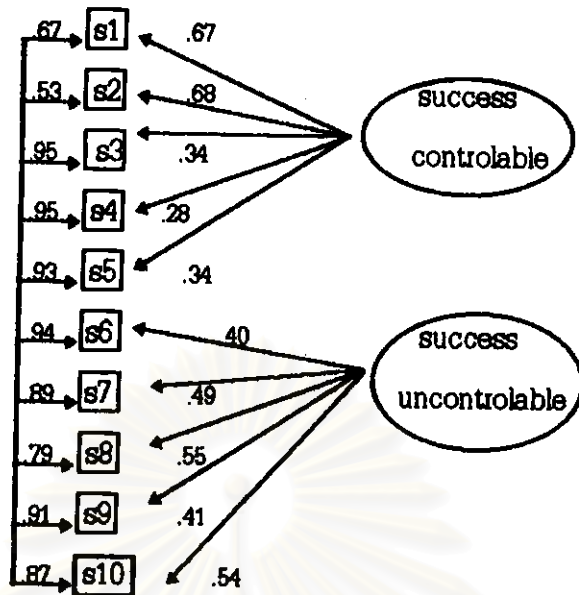 .67 s1 .67
.53 s2 .68
.95 s3 .34
.95 s4 .28
.93 s5 .34
success
controlable
.94 s6 40
.89 s7 .49
.79 s8 .55
.91 s9 .41
.87 s10 .54
success
uncontrolable